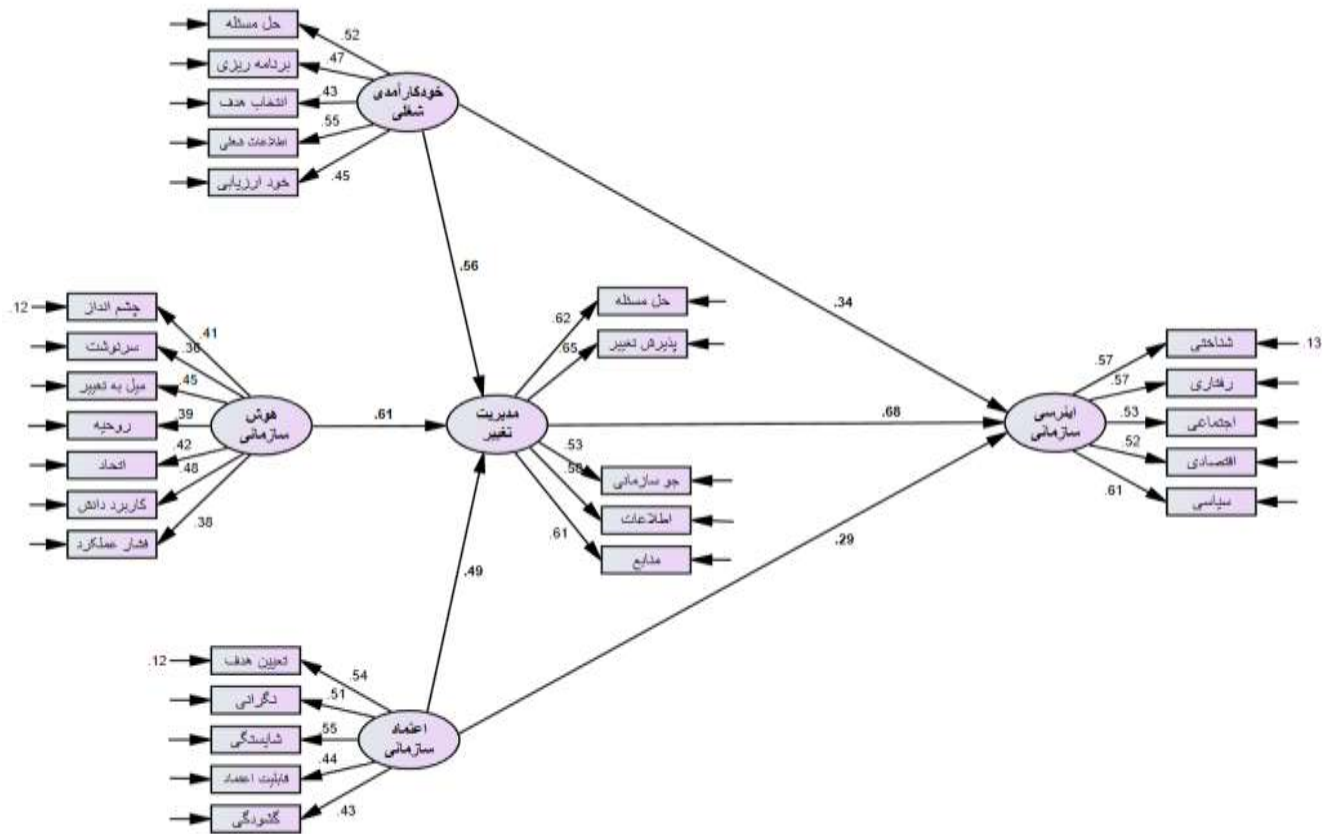 حل مسئله
.52
برنامه ریزی
.47
انتخاب هدف
.43
اطلاعات شغلی
.55
خود ارزیابی
.45
خودکارآمدی
شغلی
.34
.56
چشم انداز
.12
.41
سرنوشت
.36
میل به تغییر
.45
روحیه
.39
اتحاد
.42
کاربرد دانش
.48
فشار عملکرد
.38
هوش
سازمانی
.61
حل مسئله
.62
پذیرش تغییر
.65
مدیریت
تغییر
.68
جو سازمانی
.53
اطلاعات
.58
منابع
.61
شناختی
.13
.57
رفتاری
.57
اجتماعی
.53
اقتصادی
.52
سیاسی
.61
اینرسی
سازمانی
.49
.29
تعیین هدف
.12
.54
نگرانی
.51
شایستگی
.55
قابلیت اعتماد
.44
گشودگی
.43
اعتماد
سازمانی